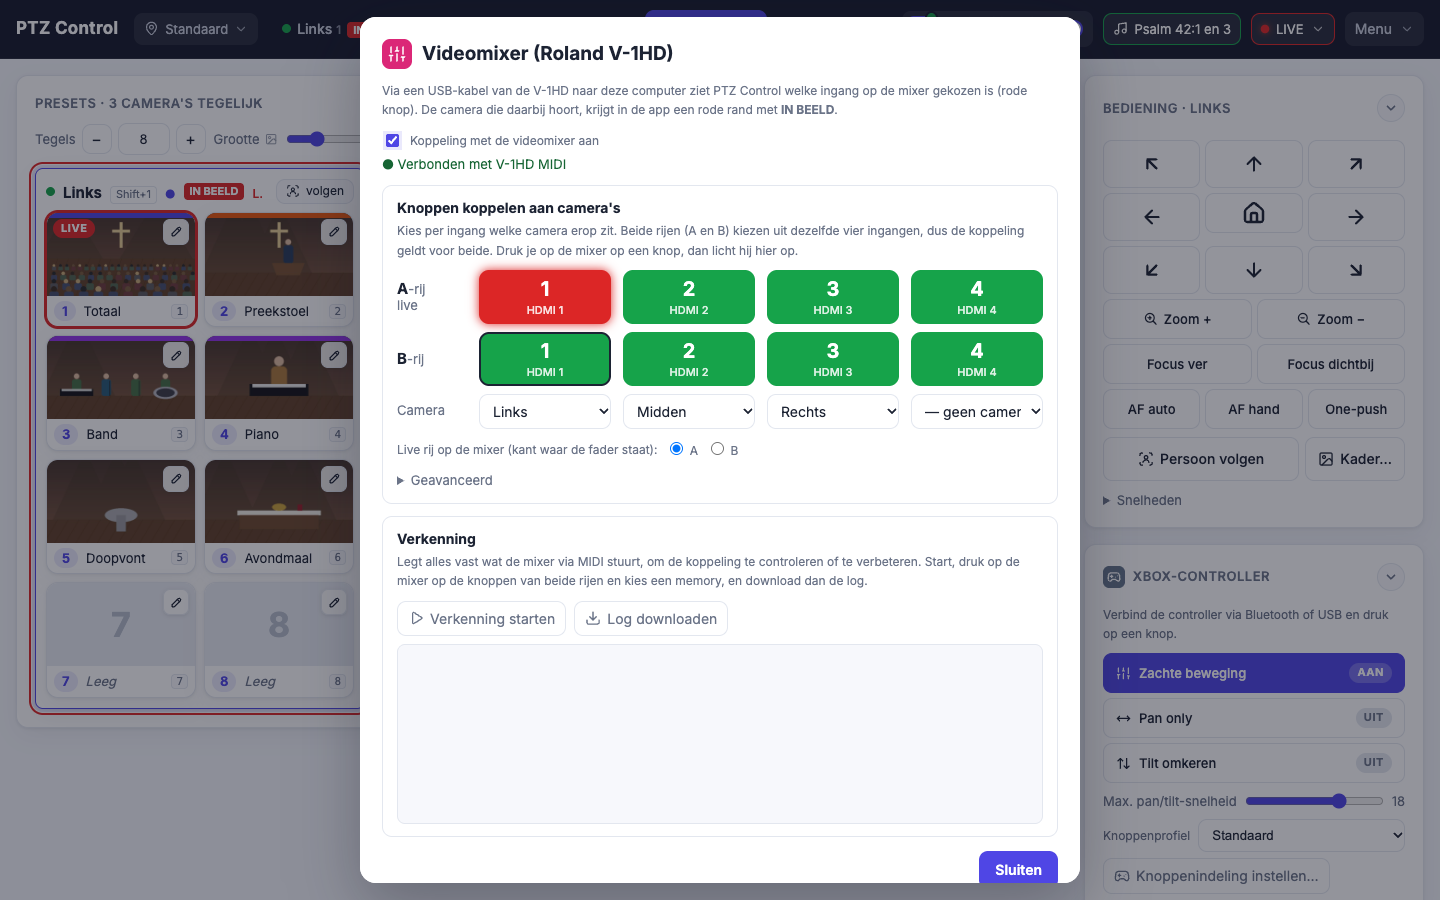 PTZ Control
Standaard
Links 1
Psalm 42:1 en 3
LIVE
Menu
PRESETS · 3 CAMERA'S TEGELIJK
Tegels
−
8
+
Grootte
Links
Shift+1
IN BEELD
L.
volgen
LIVE
1 Totaal 1
2 Preekstoel 2
3 Band 3
4 Piano 4
5 Doopvont 5
6 Avondmaal 6
7
8
7 Leeg 7
8 Leeg 8
Videomixer (Roland V-1HD)
Via een USB-kabel van de V-1HD naar deze computer ziet PTZ Control welke ingang op de mixer gekozen is (rode
knop). De camera die daarbij hoort, krijgt in de app een rode rand met IN BEELD.
Koppeling met de videomixer aan
Verbonden met V-1HD MIDI
Knoppen koppelen aan camera's
Kies per ingang welke camera erop zit. Beide rijen (A en B) kiezen uit dezelfde vier ingangen, dus de koppeling
geldt voor beide. Druk je op de mixer op een knop, dan licht hij hier op.
A-rij
live
1
HDMI 1
2
HDMI 2
3
HDMI 3
4
HDMI 4
B-rij
1
HDMI 1
2
HDMI 2
3
HDMI 3
4
HDMI 4
Camera
Links
Midden
Rechts
— geen camer
Live rij op de mixer (kant waar de fader staat):
A
B
Geavanceerd
Verkenning
Legt alles vast wat de mixer via MIDI stuurt, om de koppeling te controleren of te verbeteren. Start, druk op de
mixer op de knoppen van beide rijen en kies een memory, en download dan de log.
Verkenning starten
Log downloaden
Sluiten
BEDIENING · LINKS
Zoom +
Zoom −
Focus ver
Focus dichtbij
AF auto
AF hand
One-push
Persoon volgen
Kader...
Snelheden
XBOX-CONTROLLER
Verbind de controller via Bluetooth of USB en druk
op een knop.
Zachte beweging AAN
Pan only UIT
Tilt omkeren UIT
Max. pan/tilt-snelheid 18
Knoppenprofiel
Standaard
Knoppenindeling instellen...